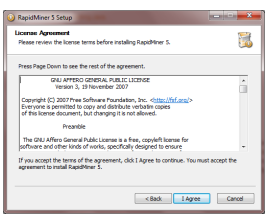 RapidMiner 5 Setup
License Agreement
Please review the license terms before installing RapidMiner 5.
Press Page Down to see the rest of the agreement.
GNU AFFERO GENERAL PUBLIC LICENSE
Version 3, 19 November 2007
Copyright (C) 2007 Free Software Foundation, Inc. <http://fsf.org/>
Everyone is permitted to copy and distribute verbatim copies
of this license document, but changing it is not allowed.
Preamble
The GNU Affero General Public License is a free, copyleft license for
software and other kinds of works, specifically designed to ensure
If you accept the terms of the agreement, click I Agree to continue. You must accept the
agreement to install RapidMiner 5.
< Back
I Agree
Cancel